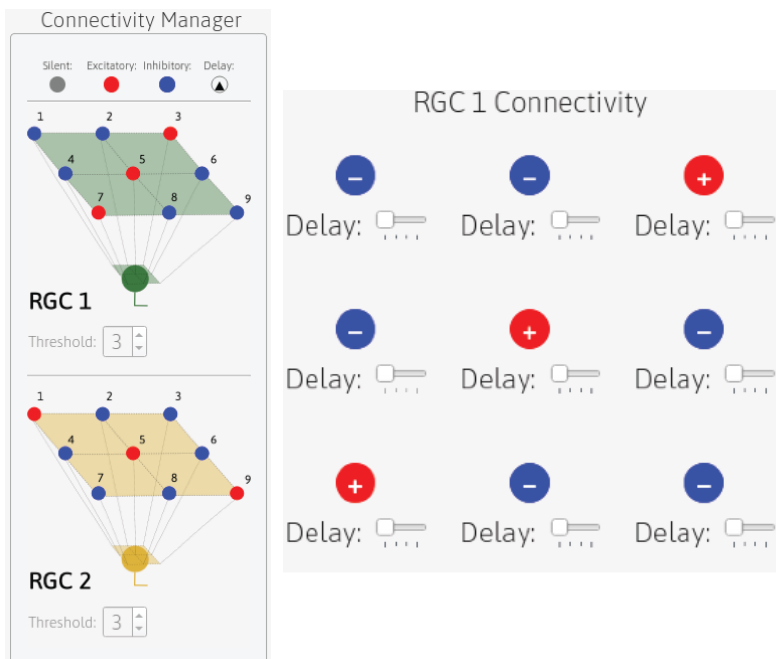 Connectivity Manager
Silent: Excitatory: Inhibitory: Delay:
1 2 3
4 5 6
7 8 9
RGC 1
Threshold: 3
1 2 3
4 5 6
7 8 9
RGC 2
Threshold: 3
RGC 1 Connectivity
− − +
Delay: Delay: Delay:
− + −
Delay: Delay: Delay:
+ − −
Delay: Delay: Delay: